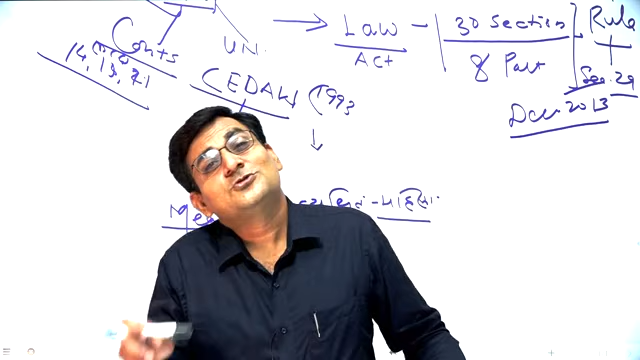 → Law - 30 Section Rule
Act 8 Part Sec. 29
Consts UN.
14, 15, 21
CEDAW (1993
↓
Dec. 2013